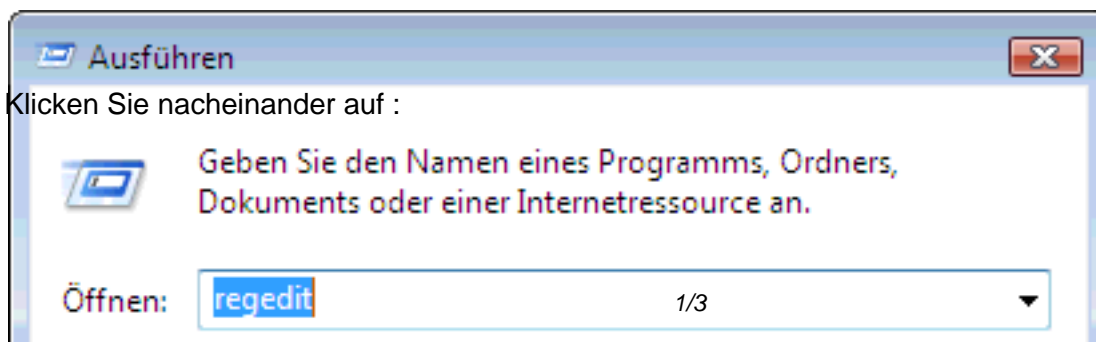 Ausführen
Klicken Sie nacheinander auf :
Geben Sie den Namen eines Programms, Ordners,
Dokuments oder einer Internetressource an.
Öffnen: regedit 1/3